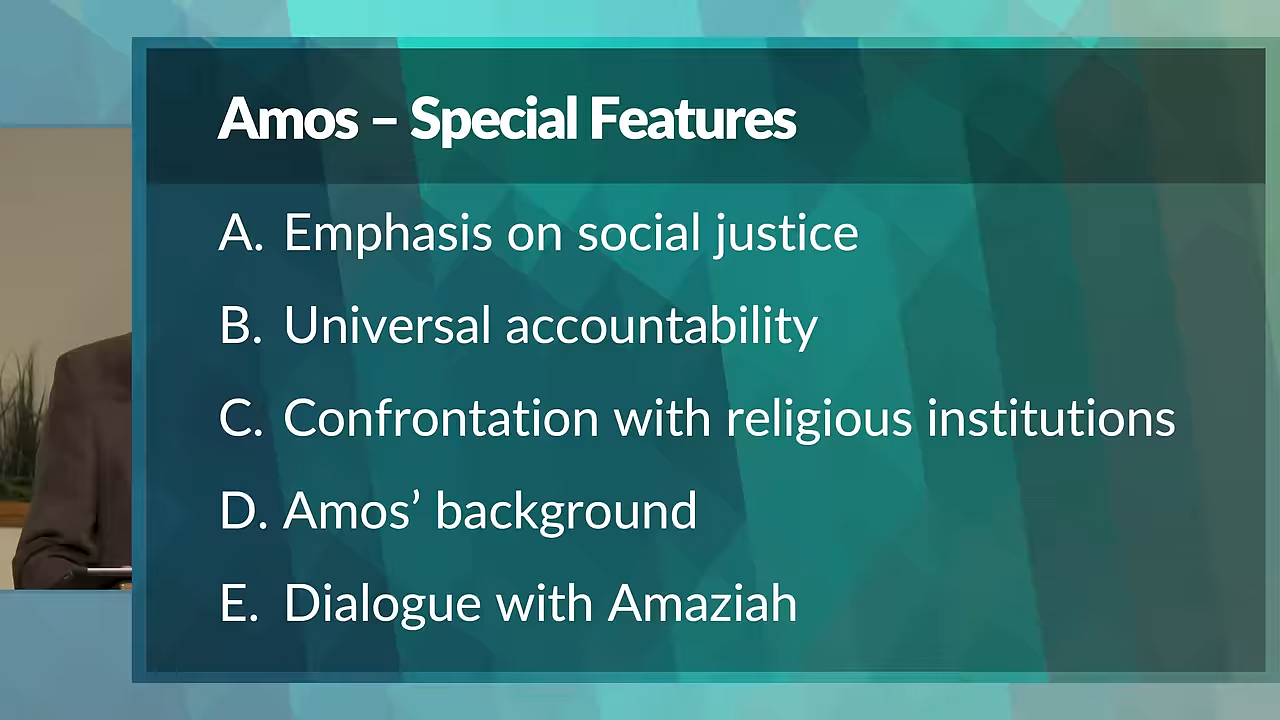 Amos – Special Features
A. Emphasis on social justice
B. Universal accountability
C. Confrontation with religious institutions
D. Amos’ background
E. Dialogue with Amaziah